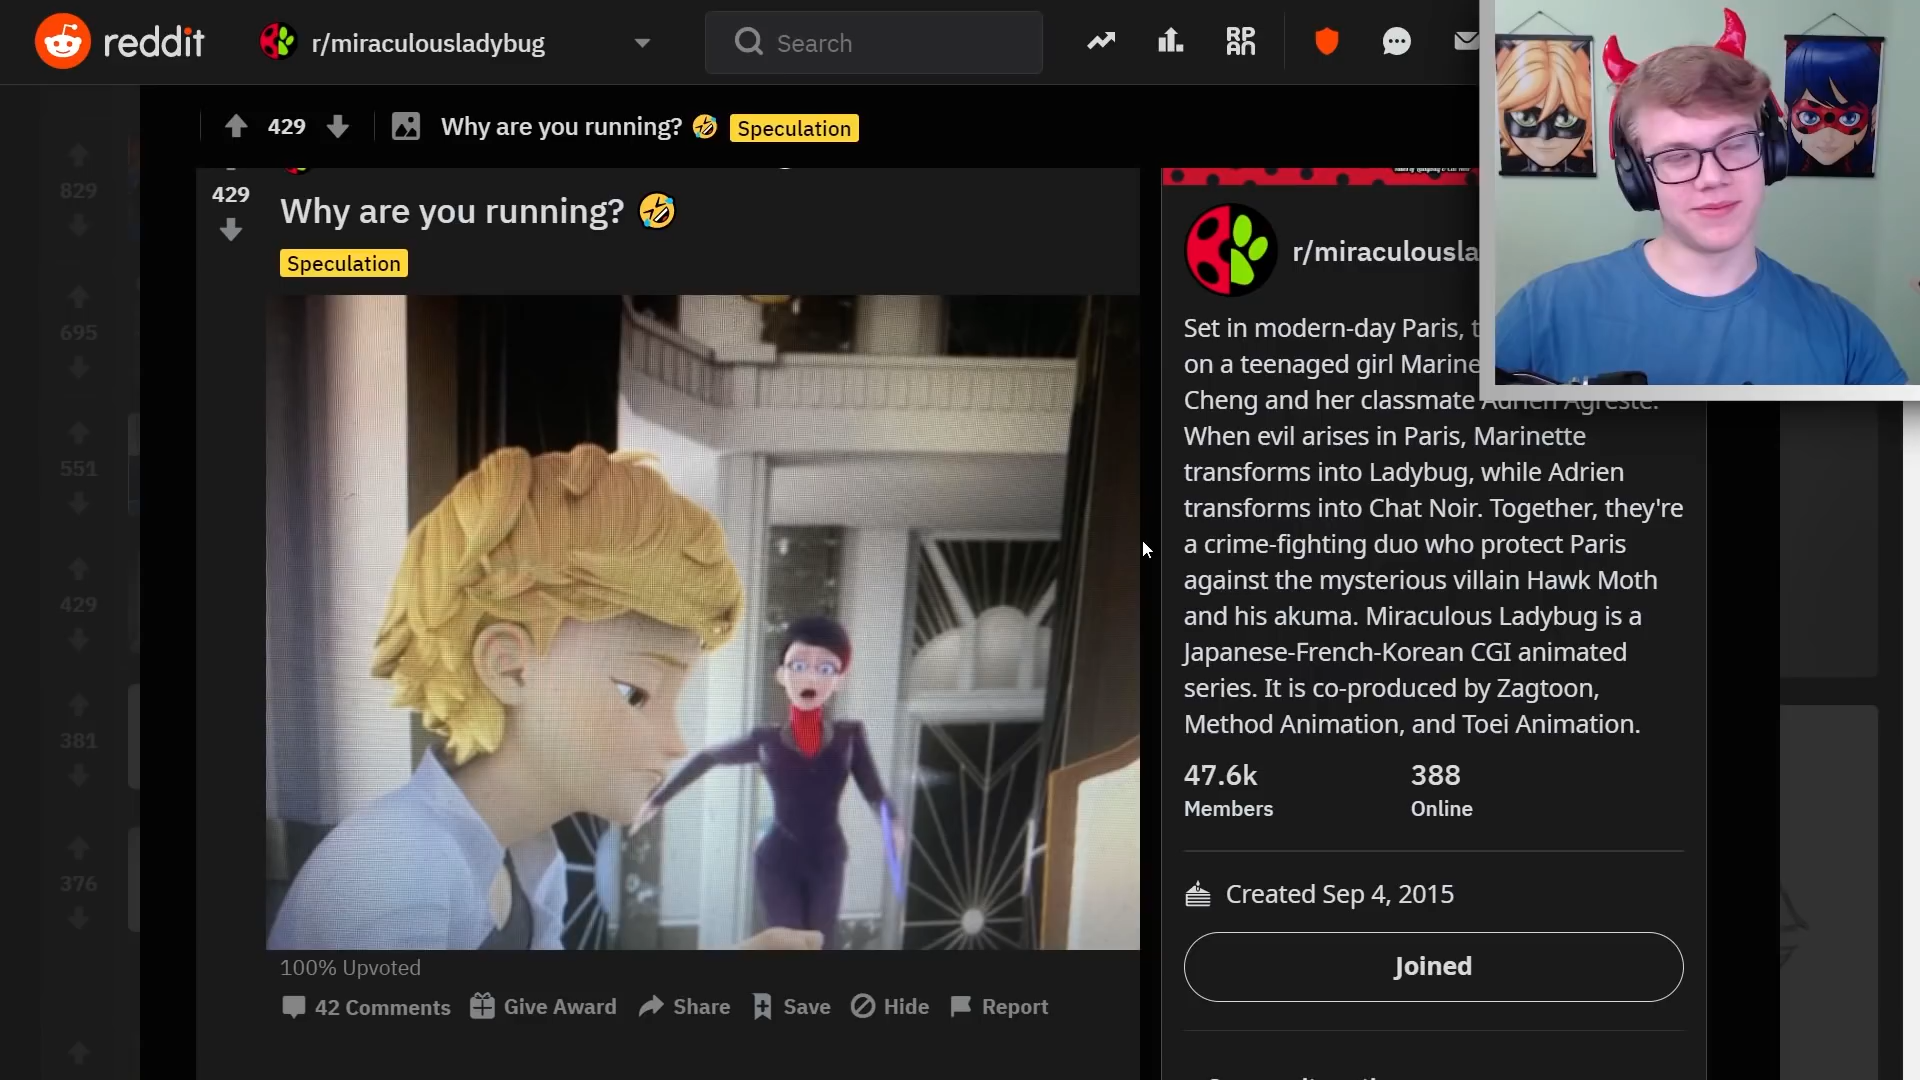 reddit
r/miraculousladybug
Search
RPAN
429
Why are you running? 🤣
Speculation
829
695
551
429
381
376
429
Why are you running? 🤣
Speculation
100% Upvoted
42 Comments
Give Award
Share
Save
Hide
Report
r/miraculousla
Set in modern-day Paris, t
on a teenaged girl Marine
Cheng and her classmate Adrien Agreste.
When evil arises in Paris, Marinette
transforms into Ladybug, while Adrien
transforms into Chat Noir. Together, they're
a crime-fighting duo who protect Paris
against the mysterious villain Hawk Moth
and his akuma. Miraculous Ladybug is a
Japanese-French-Korean CGI animated
series. It is co-produced by Zagtoon,
Method Animation, and Toei Animation.
47.6k
Members
388
Online
Created Sep 4, 2015
Joined